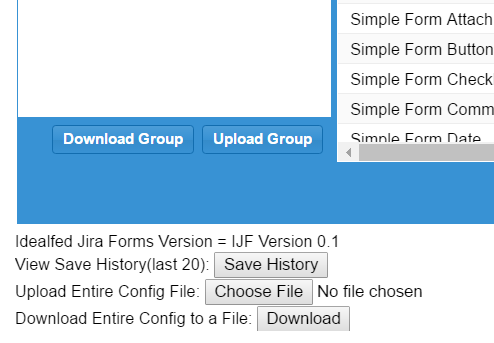 Simple Form Attach
Simple Form Button
Simple Form Check
Simple Form Comm
Simple Form Date
Download Group Upload Group
Idealfed Jira Forms Version = IJF Version 0.1
View Save History(last 20): Save History
Upload Entire Config File: Choose File No file chosen
Download Entire Config to a File: Download